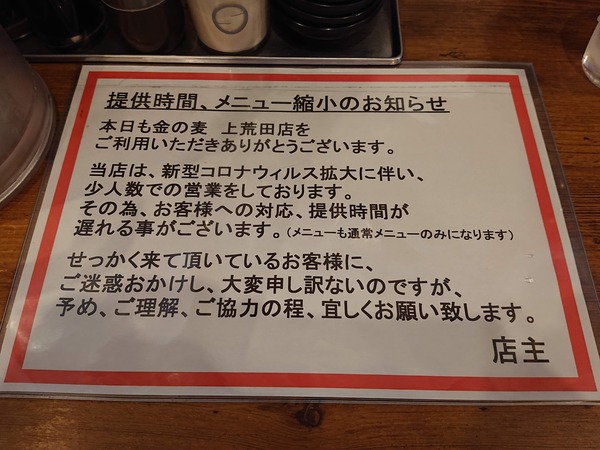 提供時間、メニュー縮小のお知らせ
本日も金の麦 上荒田店を
ご利用いただきありがとうございます。
当店は、新型コロナウィルス拡大に伴い、
少人数での営業をしております。
その為、お客様への対応、提供時間が
遅れる事がございます。(メニューも通常メニューのみになります)
せっかく来て頂いているお客様に、
ご迷惑おかけし、大変申し訳ないのですが、
予め、ご理解、ご協力の程、宜しくお願い致します。
店主